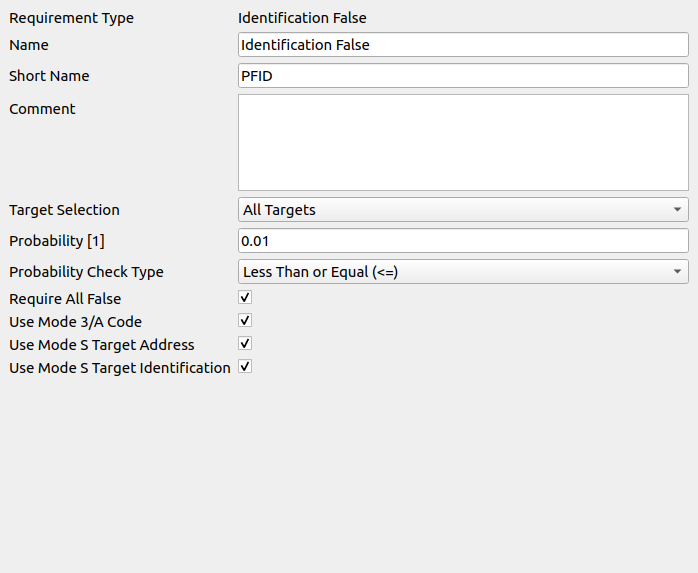 Requirement Type Identification False
Name Identification False
Short Name PFID
Comment
Target Selection All Targets
Probability [1] 0.01
Probability Check Type Less Than or Equal (<=)
Require All False
Use Mode 3/A Code
Use Mode S Target Address
Use Mode S Target Identification